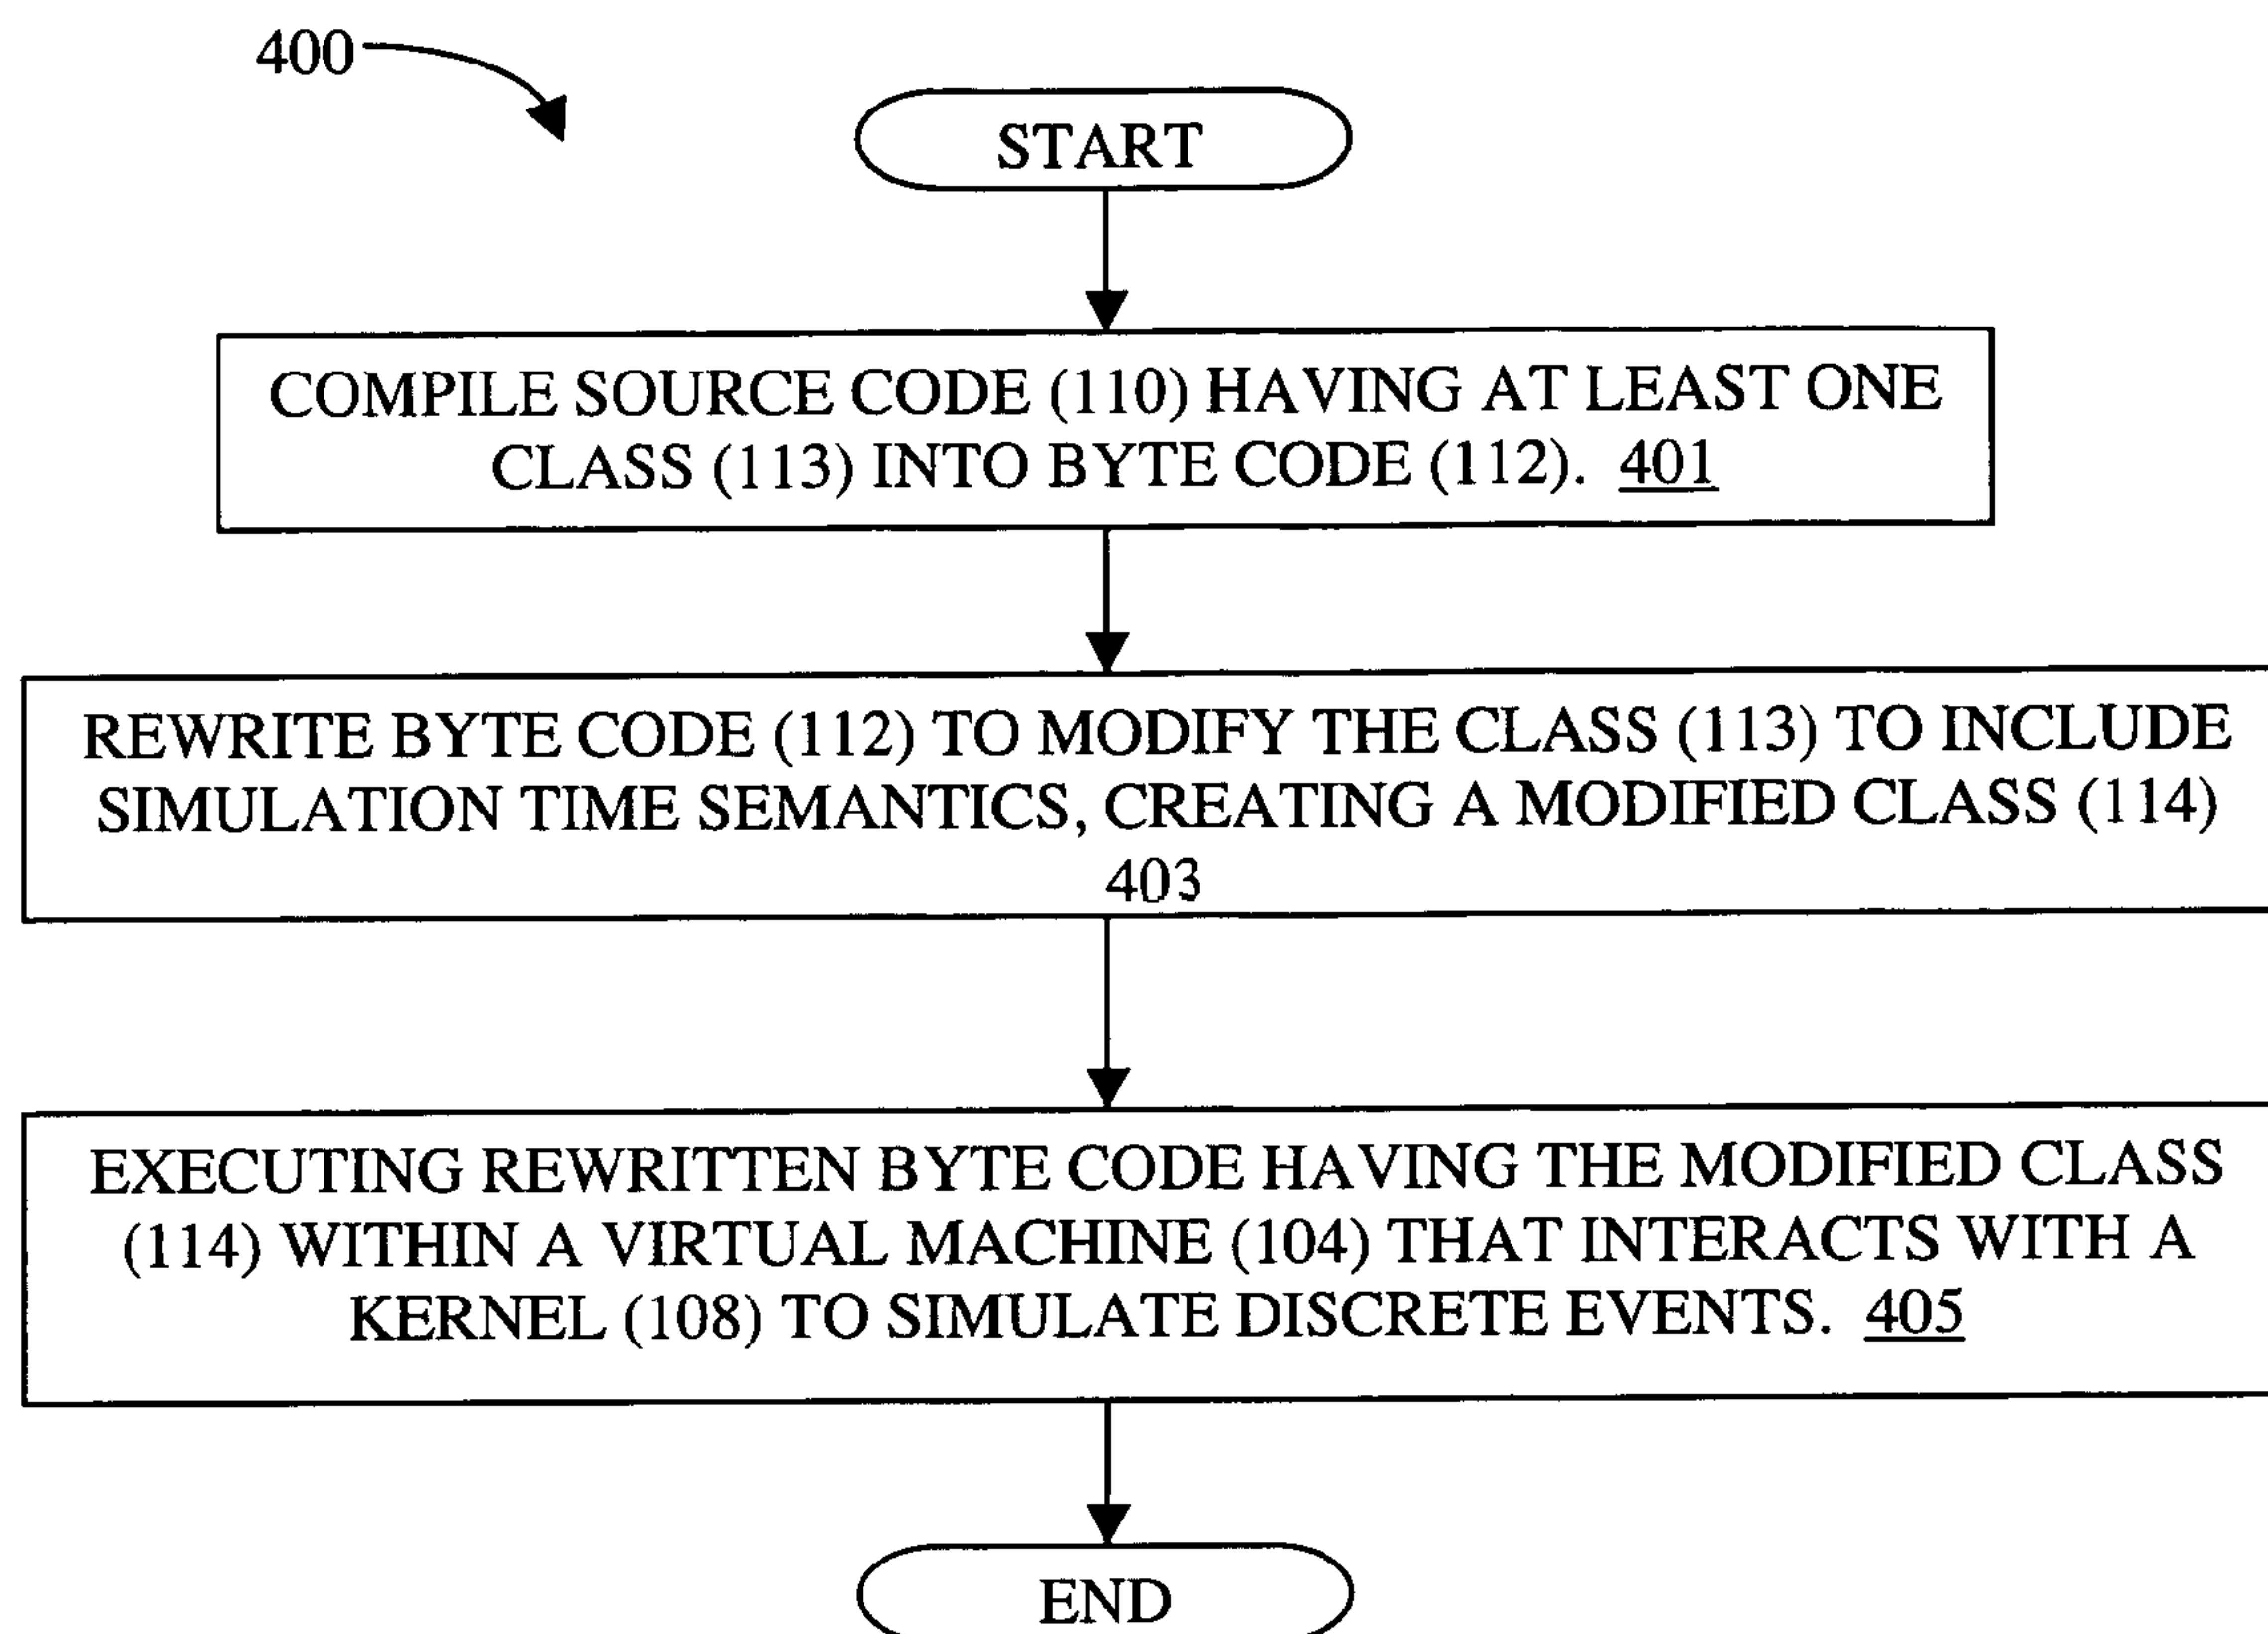 400
START
COMPILE SOURCE CODE (110) HAVING AT LEAST ONE
CLASS (113) INTO BYTE CODE (112). 401
REWRITE BYTE CODE (112) TO MODIFY THE CLASS (113) TO INCLUDE
SIMULATION TIME SEMANTICS, CREATING A MODIFIED CLASS (114)
403
EXECUTING REWRITTEN BYTE CODE HAVING THE MODIFIED CLASS
(114) WITHIN A VIRTUAL MACHINE (104) THAT INTERACTS WITH A
KERNEL (108) TO SIMULATE DISCRETE EVENTS. 405
END